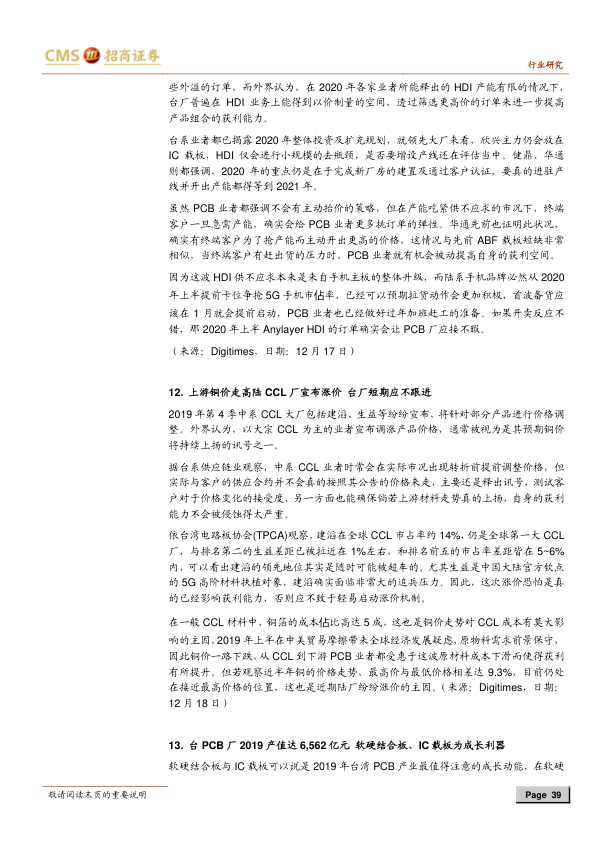 CMS 招商证券
行业研究
些外溢的订单，而外界认为，在 2020 年各家业者所能释出的 HDI 产能有限的情况下，
台厂普遍在 HDI 业务上能得到以价制量的空间，透过筛选更高价的订单来进一步提高
产品组合的获利能力。
台系业者都已揭露 2020 年整体投资及扩充规划，就领先大厂来看，欣兴主力仍会放在
IC 载板，HDI 仅会进行小规模的去瓶颈，是否要增设产线还在评估当中。健鼎、华通
则都强调，2020 年的重点仍是在于完成新厂房的建置及通过客户认证，要真的进驻产
线并开出产能都得等到 2021 年。
虽然 PCB 业者都强调不会有主动抬价的策略，但在产能吃紧供不应求的市况下，终端
客户一旦急需产能，确实会给 PCB 业者更多挑订单的弹性。华通先前也证明此状况，
确实有终端客户为了抢产能而主动开出更高的价格，这情况与先前 ABF 载板短缺非常
相似，当终端客户有赶出货的压力时，PCB 业者就有机会被动提高自身的获利空间。
因为这波 HDI 供不应求本来是来自手机主板的整体升级，而陆系手机品牌必然从 2020
年上半提前卡位争抢 5G 手机市佔率，已经可以预期拉货动作会更加积极，首波备货应
该在 1 月就会提前启动，PCB 业者也已经做好过年加班赶工的准备。如果开卖反应不
错，那 2020 年上半 Anylayer HDI 的订单确实会让 PCB 厂应接不暇。
（来源：Digitimes，日期：12 月 17 日）
12. 上游铜价走高陆 CCL 厂宣布涨价 台厂短期应不跟进
2019 年第 4 季中系 CCL 大厂包括建滔、生益等纷纷宣布，将针对部分产品进行价格调
整。外界认为，以大宗 CCL 为主的业者宣布调涨产品价格，通常被视为是其预期铜价
将持续上扬的讯号之一。
据台系供应链业观察，中系 CCL 业者时常会在实际市况出现转折前提前调整价格，但
实际与客户的供应合约并不会真的按照其公告的价格来走，主要还是释出讯号，测试客
户对于价格变化的接受度，另一方面也能确保倘若上游材料走势真的上扬，自身的获利
能力不会被侵蚀得太严重。
依台湾电路板协会(TPCA)观察，建滔在全球 CCL 市占率约 14%，仍是全球第一大 CCL
厂，与排名第二的生益差距已被拉近在 1%左右，和排名前五的市占率差距皆在 5~6%
内，可以看出建滔的领先地位其实是随时可能被超车的。尤其生益是中国大陆官方钦点
的 5G 高阶材料扶植对象，建滔确实面临非常大的追兵压力。因此，这次涨价恐怕是真
的已经影响获利能力，否则应不致于轻易启动涨价机制。
在一般 CCL 材料中，铜箔的成本佔比高达 5 成，这也是铜价走势对 CCL 成本有莫大影
响的主因，2019 年上半在中美贸易摩擦带来全球经济发展疑虑，原物料需求前景保守，
因此铜价一路下跌，从 CCL 到下游 PCB 业者都受惠于这波原材料成本下滑而使得获利
有所提升。但若观察近半年铜的价格走势，最高价与最低价格相差达 9.3%，目前仍处
在接近最高价格的位置，这也是近期陆厂纷纷涨价的主因。（来源：Digitimes，日期：
12 月 18 日）
13. 台 PCB 厂 2019 产值达 6,562 亿元 软硬结合板、IC 载板为成长利器
软硬结合板与 IC 载板可以说是 2019 年台湾 PCB 产业最值得注意的成长动能，在软硬
敬请阅读末页的重要说明
Page 39